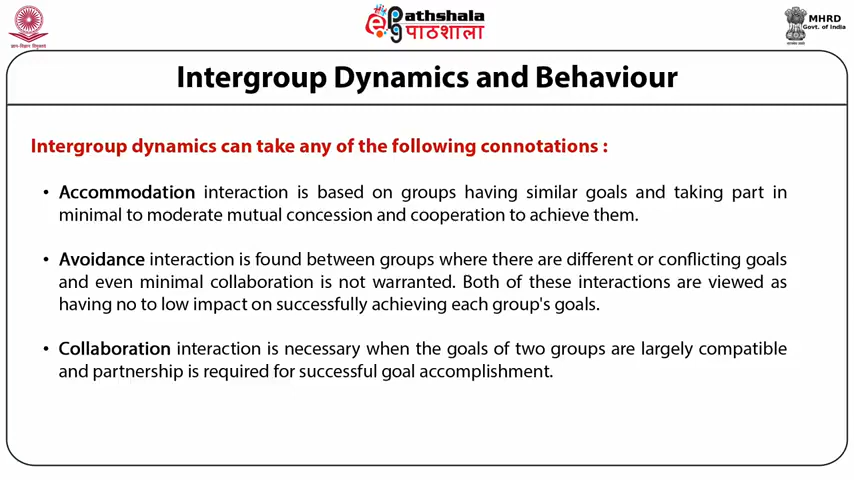 ज्ञान-विज्ञान विमुक्तये
Pathshala
पाठशाला
MHRD
Govt. of India
Intergroup Dynamics and Behaviour
Intergroup dynamics can take any of the following connotations :
• Accommodation interaction is based on groups having similar goals and taking part in
minimal to moderate mutual concession and cooperation to achieve them.
• Avoidance interaction is found between groups where there are different or conflicting goals
and even minimal collaboration is not warranted. Both of these interactions are viewed as
having no to low impact on successfully achieving each group's goals.
• Collaboration interaction is necessary when the goals of two groups are largely compatible
and partnership is required for successful goal accomplishment.